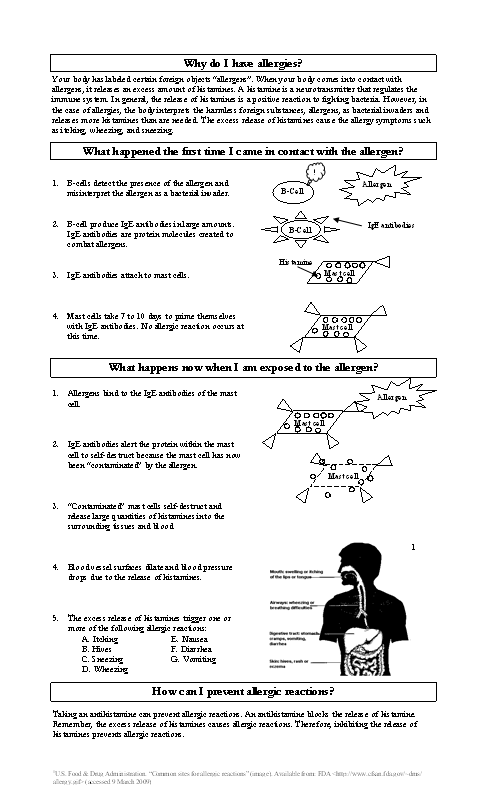 Why do I have allergies?
Your body has labeled certain foreign objects "allergens". When your body comes into contact with
allergens, it releases an excess amount of histamines. A histamine is a neurotransmitter that regulates the
immune system. In general, the release of histamines is a positive reaction to fighting bacteria. However, in
the case of allergies, the body interprets the harmless foreign substances, allergens, as bacterial invaders and
releases more histamines than are needed. The excess release of histamines cause the allergy symptoms such
as itching, wheezing, and sneezing.
What happened the first time I came in contact with the allergen?
1. B-cells detect the presence of the allergen and
misinterpret the allergen as a bacterial invader.
!
B-Cell
Allergen
2. B-cell produce IgE antibodies in large amounts.
IgE antibodies are protein molecules created to
combat allergens.
B-Cell
IgE antibodies
3. IgE antibodies attach to mast cells.
Histamine
Mast cell
4. Mast cells take 7 to 10 days to prime themselves
with IgE antibodies. No allergic reaction occurs at
this time.
Mast cell
What happens now when I am exposed to the allergen?
1. Allergens bind to the IgE antibodies of the mast
cell.
Allergen
Mast cell
2. IgE antibodies alert the protein within the mast
cell to self-destruct because the mast cell has now
been "contaminated" by the allergen.
Mast cell
3. "Contaminated" mast cells self-destruct and
release large quantities of histamines into the
surrounding tissues and blood
1
4. Blood vessel surfaces dilate and blood pressure
drops due to the release of histamines.
Mouth: swelling or itching
of the lips or tongue
Airways: wheezing or
breathing difficulties
Digestive tract: stomach
cramps, vomiting,
diarrhea
Skin: hives, rash or
eczema
5. The excess release of histamines trigger one or
more of the following allergic reactions:
A. Itching E. Nausea
B. Hives F. Diarrhea
C. Sneezing G. Vomiting
D. Wheezing
How can I prevent allergic reactions?
Taking an antihistamine can prevent allergic reactions. An antihistamine blocks the release of histamine.
Remember, the excess release of histamines causes allergic reactions. Therefore, inhibiting the release of
histamines prevents allergic reactions.
1 U.S. Food & Drug Administration. "Common sites for allergic reactions" (image). Available from: FDA <http://www.cfsan.fda.gov/~dms/
allergy.gif> (accessed 9 March 2009)